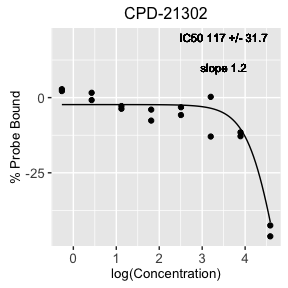 CPD-21302
IC50 117 +/- 31.7
slope 1.2
% Probe Bound
0
-25
0
1
2
3
4
5
log(Concentration)